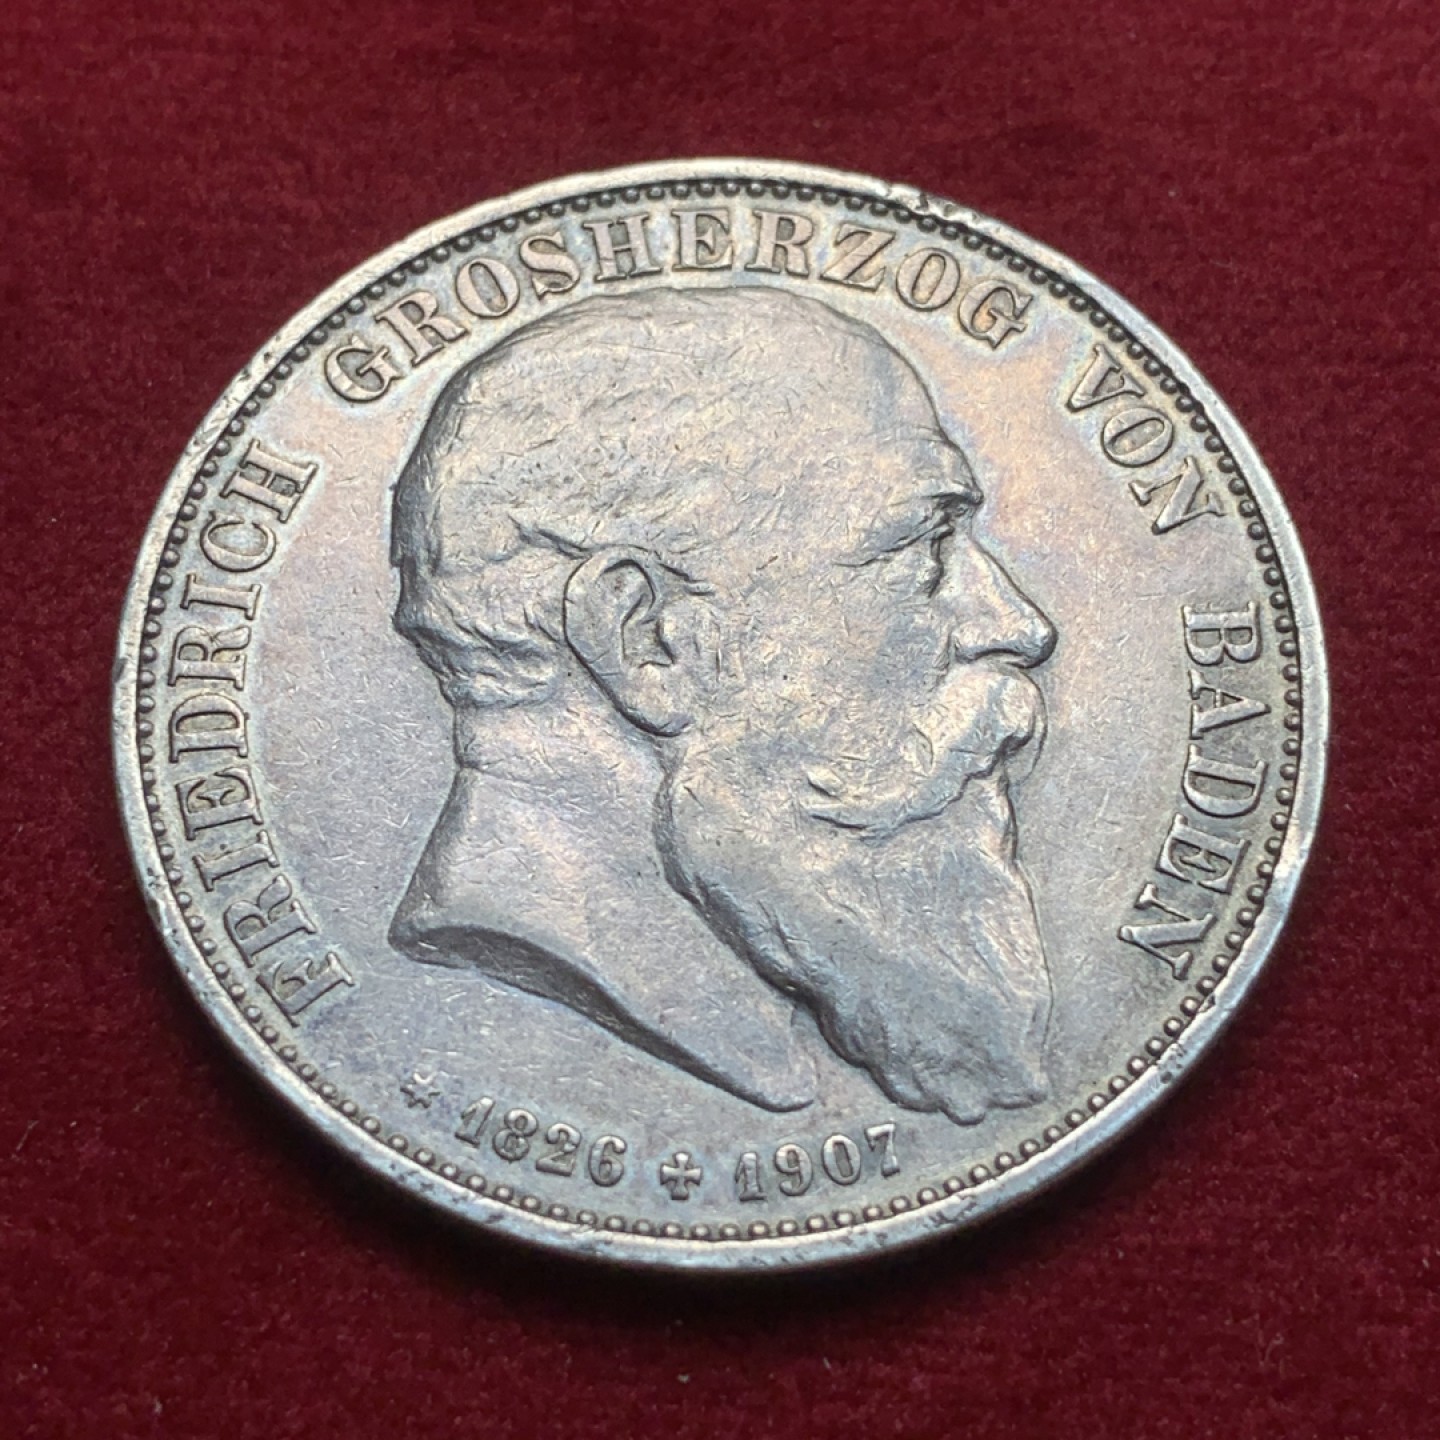 FRIEDRICH GROSHERZOG VON BADEN
* 1826 ✠ 1907